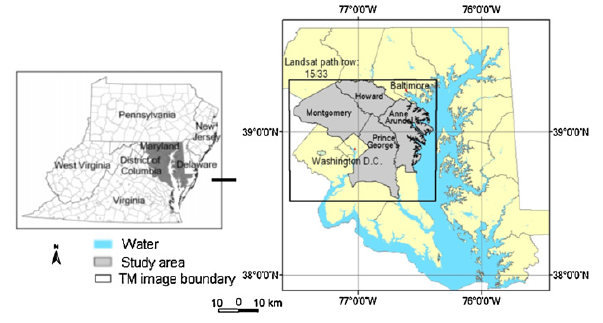 77°0'0"W
76°0'0"W
Landsat path/row:
15:33
Baltimore
Howard
Montgomery
Anne
Arundel
39°0'0"N
39°0'0"N
Prince
George's
Washington D.C.
38°0'0"N
38°0'0"N
77°0'0"W
76°0'0"W
Pennsylvania
New
Jersey
Maryland
West Virginia
District of
Columbia
Delaware
Virginia
N
Water
Study area
TM image boundary
10 0 10 km